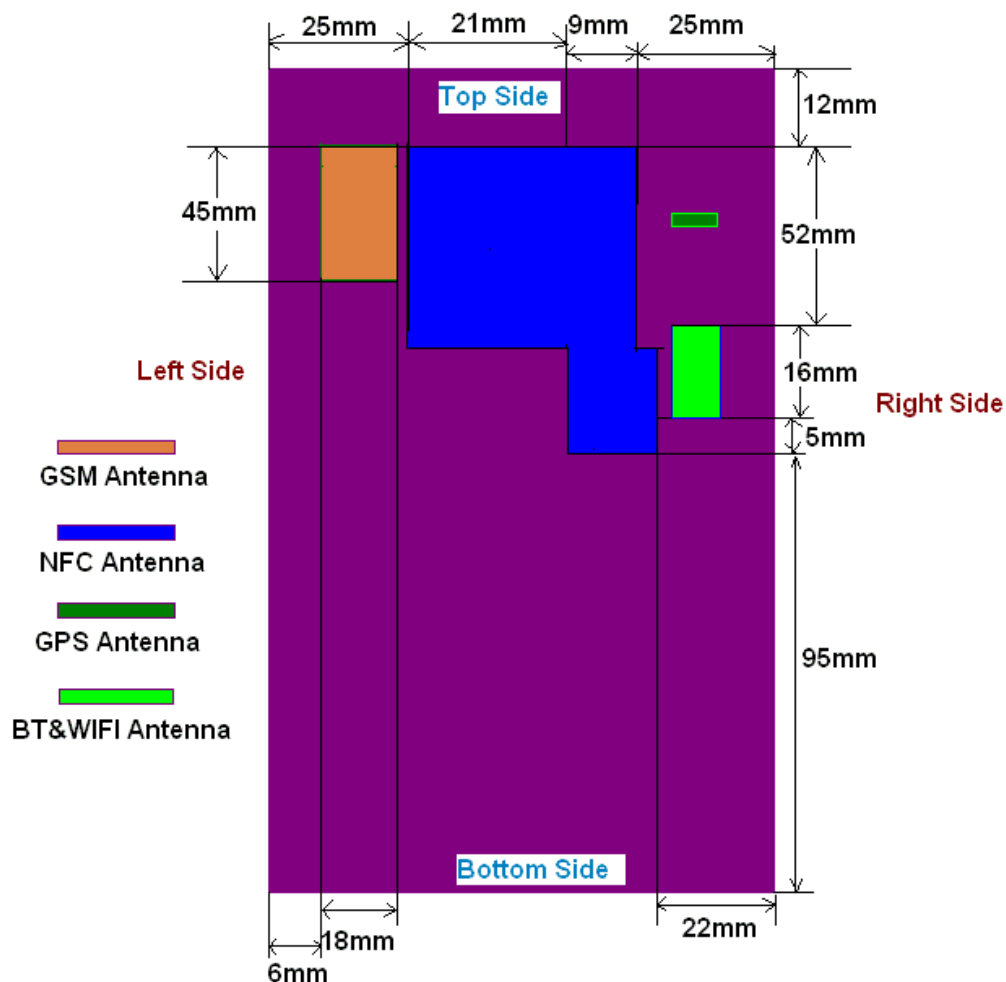 25mm 21mm 9mm 25mm
Top Side
12mm
45mm
52mm
Left Side
16mm
Right Side
5mm
GSM Antenna
NFC Antenna
GPS Antenna
95mm
BT&WIFI Antenna
Bottom Side
18mm
22mm
6mm